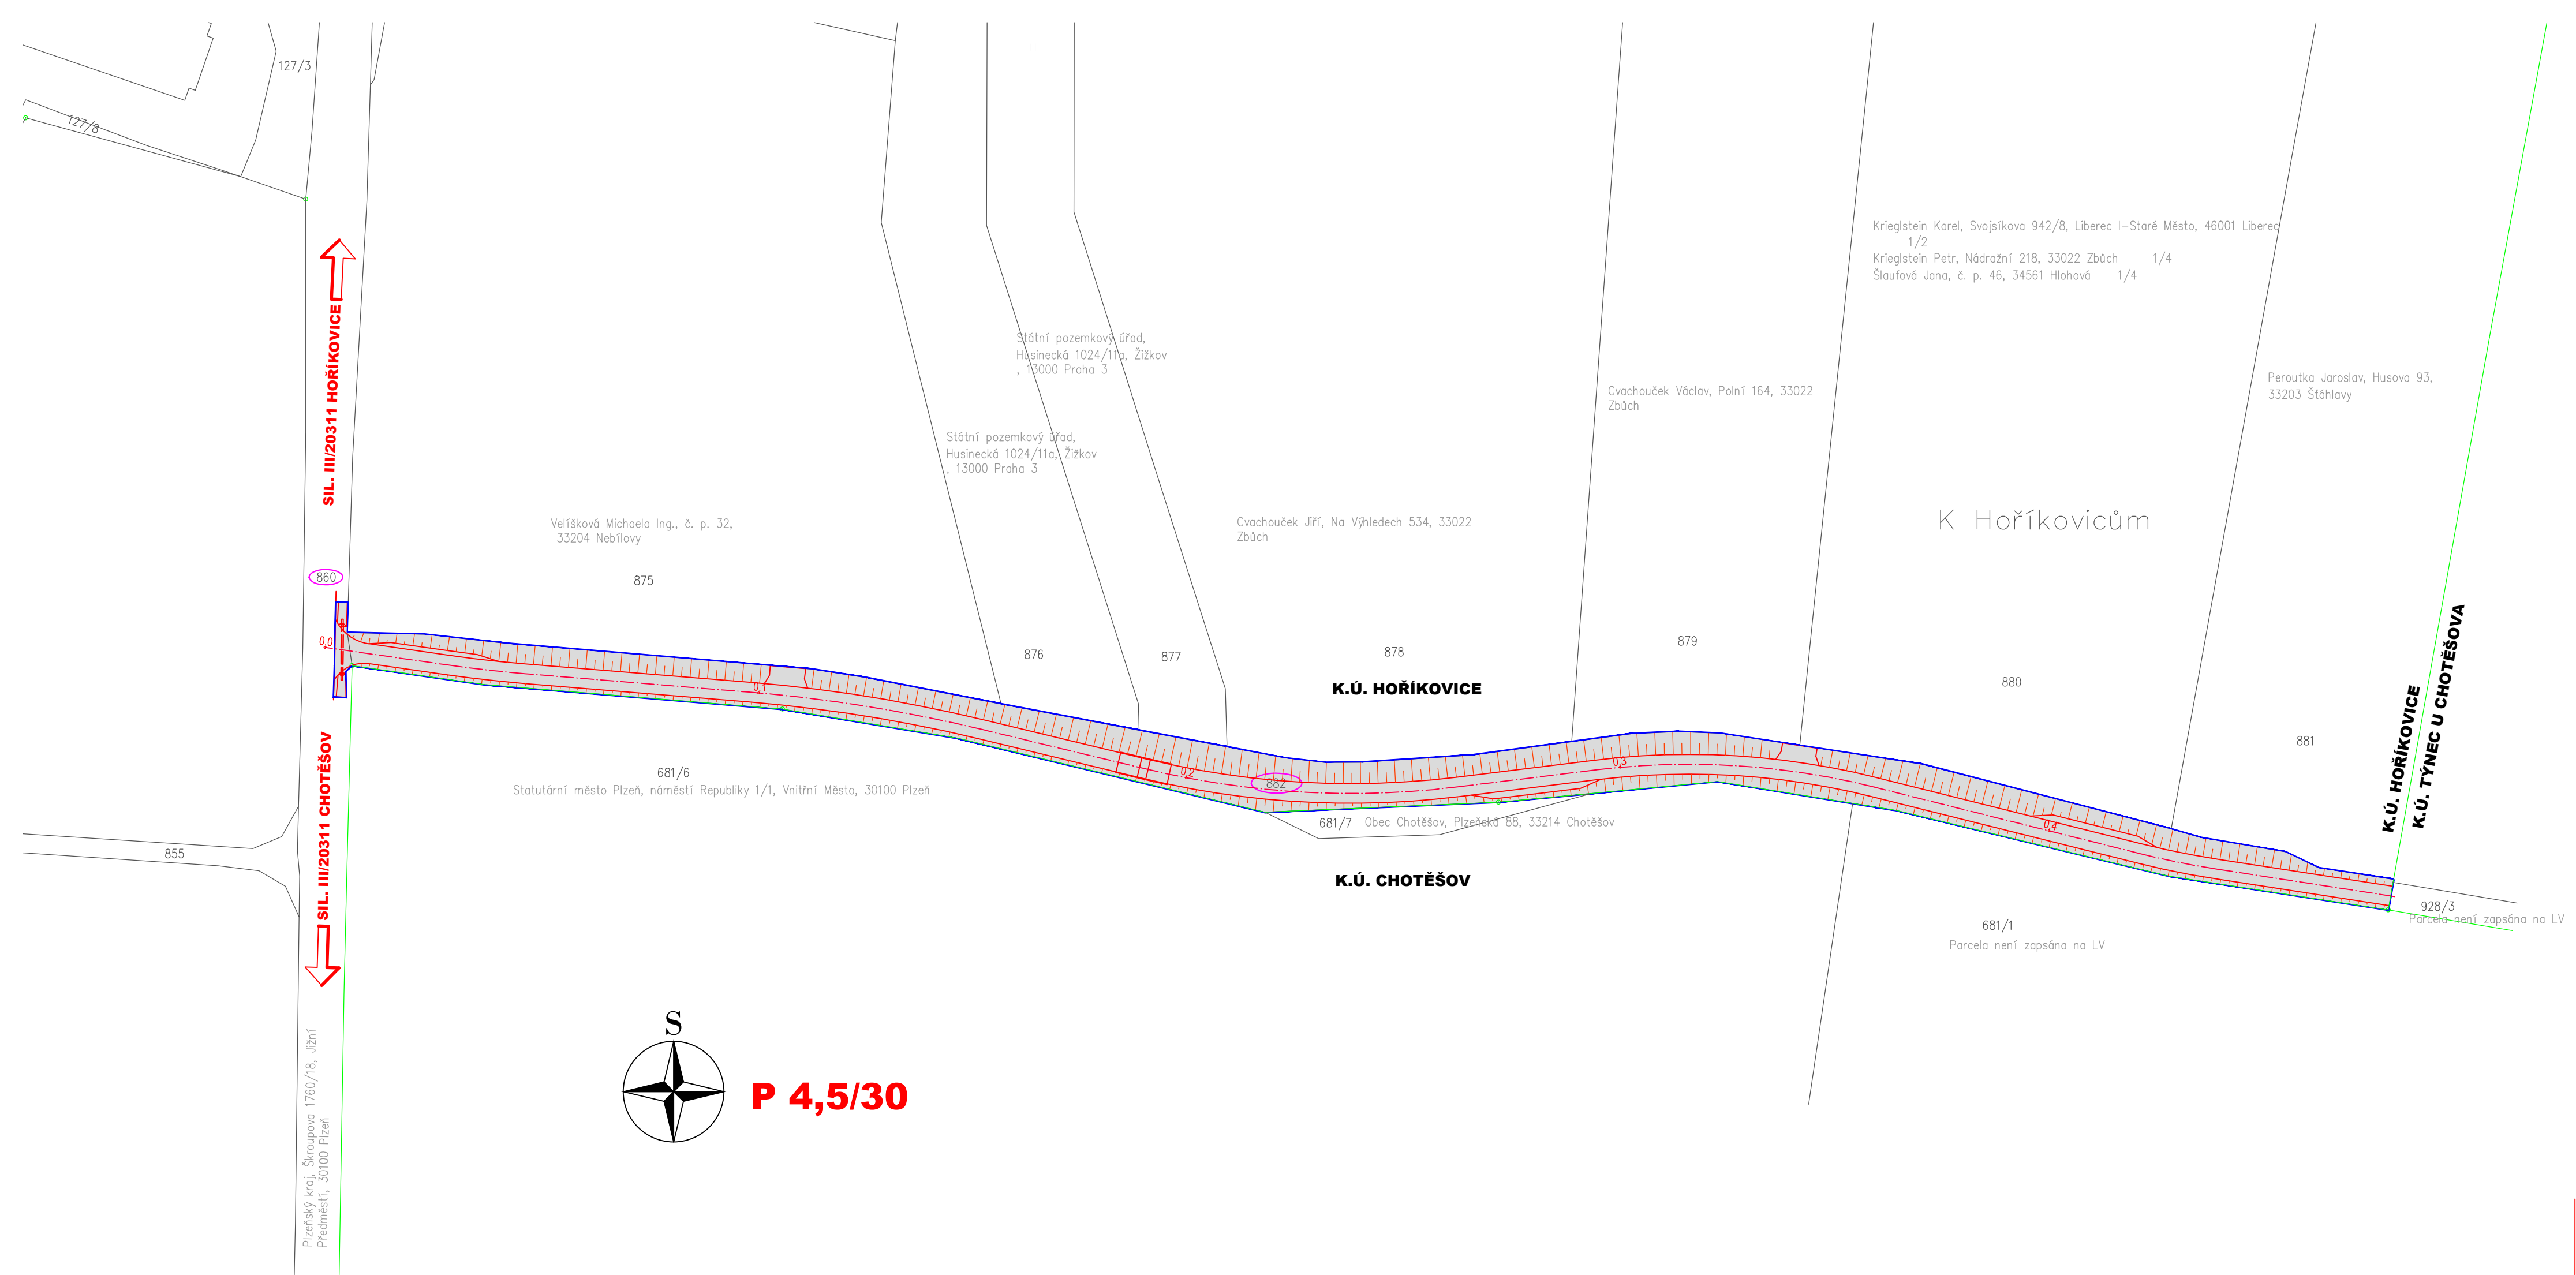 127/3
127/8
Krieglstein Karel, Svojsíkova 942/8, Liberec I-Staré Město, 46001 Liberec
1/2
Krieglstein Petr, Nádražní 218, 33022 Zbůch 1/4
Šlaufová Jana, č. p. 46, 34561 Hlohová 1/4
SIL. III/20311 HOŘÍKOVICE
Státní pozemkový úřad,
Husinecká 1024/11a, Žižkov
, 13000 Praha 3
Peroutka Jaroslav, Husova 93,
33203 Šťáhlavy
Cvachouček Václav, Polní 164, 33022
Zbůch
Státní pozemkový úřad,
Husinecká 1024/11a, Žižkov
, 13000 Praha 3
Velíšková Michaela Ing., č. p. 32,
33204 Nebílovy
Cvachouček Jiří, Na Výhledech 534, 33022
Zbůch
K Hoříkovicům
860
875
876
877
878
879
880
881
K.Ú. HOŘÍKOVICE
K.Ú. HOŘÍKOVICE
K.Ú. TÝNEC U CHOTĚŠOVA
0,0
0,1
0,2
0,3
0,4
882
681/6
Statutární město Plzeň, náměstí Republiky 1/1, Vnitřní Město, 30100 Plzeň
681/7 Obec Chotěšov, Plzeňská 88, 33214 Chotěšov
855
SIL. III/20311 CHOTĚŠOV
K.Ú. CHOTĚŠOV
928/3
Parcela není zapsána na LV
681/1
Parcela není zapsána na LV
S
P 4,5/30
Plzeňský kraj, Škroupova 1760/18, Jižní
Předměstí, 30100 Plzeň